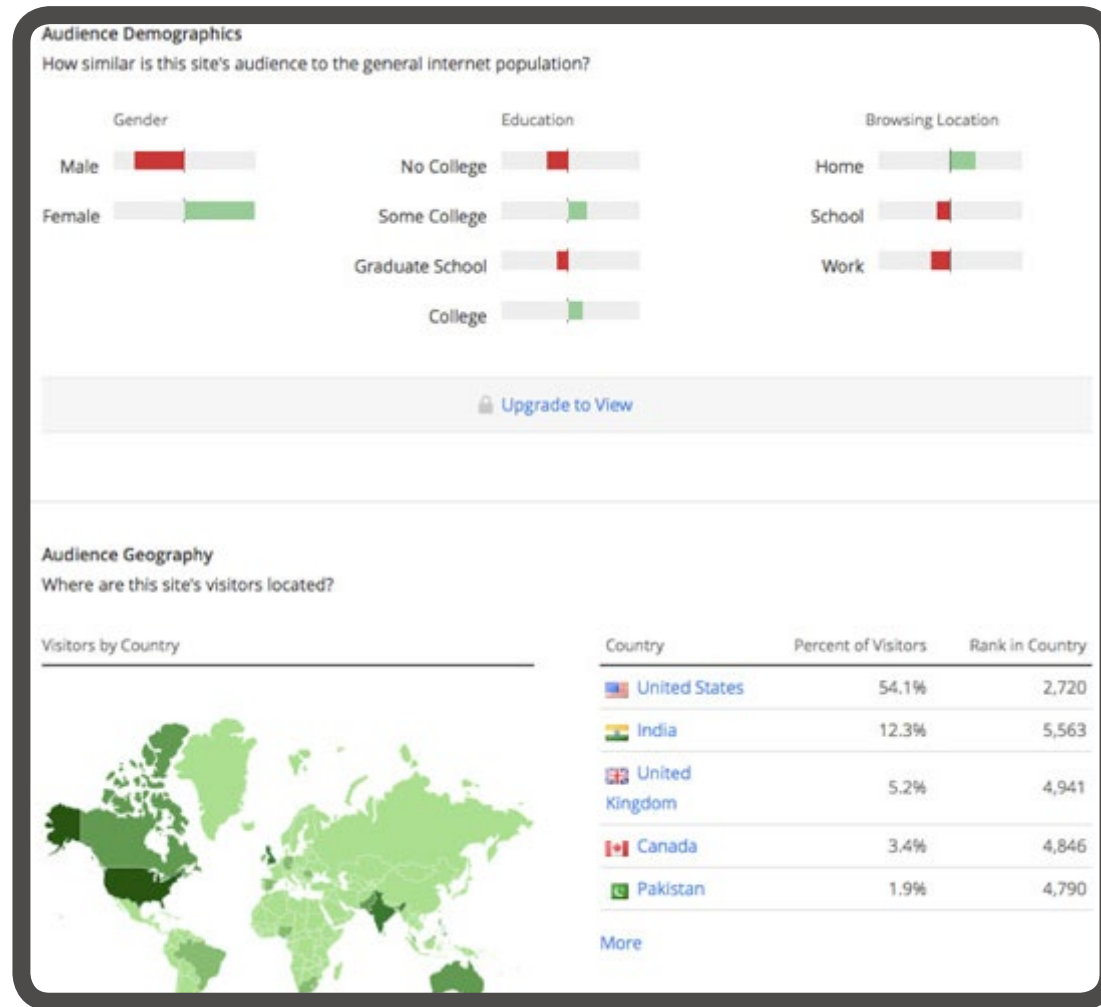 Audience Demographics
How similar is this site's audience to the general internet population?
Gender
Male
Female
Education
No College
Some College
Graduate School
College
Browsing Location
Home
School
Work
Upgrade to View
Audience Geography
Where are this site's visitors located?
Visitors by Country
Country Percent of Visitors Rank in Country
United States 54.1% 2,720
India 12.3% 5,563
United
Kingdom 5.2% 4,941
Canada 3.4% 4,846
Pakistan 1.9% 4,790
More